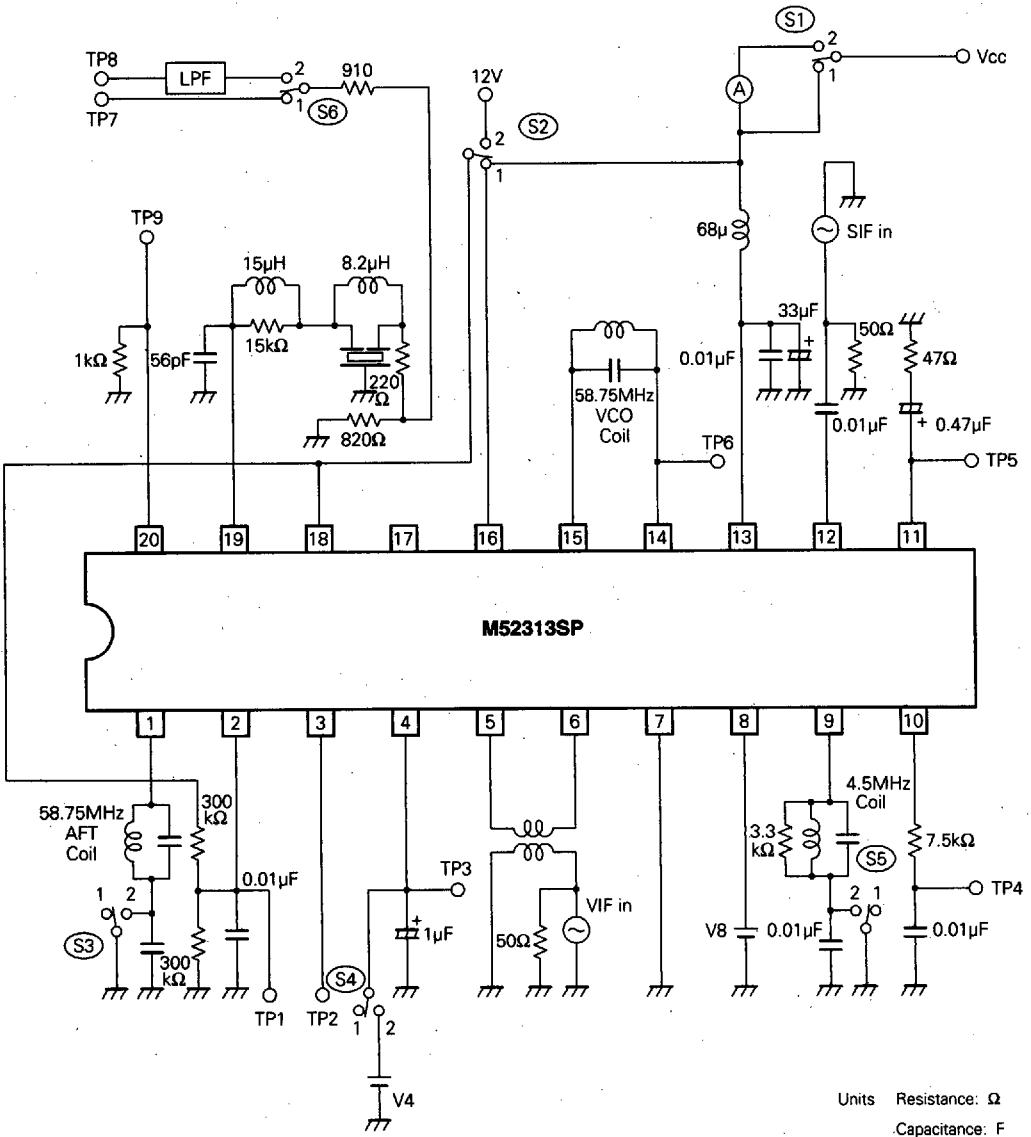 S1
2
1
Vcc
TP8
LPF
2
910
12V
A
TP7
1
S6
S2
2
1
TP9
68μ
SIF in
15μH
8.2μH
33μF
+
50Ω
1kΩ
56pF
15kΩ
0.01μF
47Ω
220
Ω
58.75MHz
VCO
Coil
820Ω
0.01μF
+ 0.47μF
TP6
TP5
20 19 18 17 16 15 14 13 12 11
M52313SP
1 2 3 4 5 6 7 8 9 10
58.75MHz
AFT
Coil
300
kΩ
4.5MHz
Coil
3.3
kΩ
S5
7.5kΩ
0.01μF
TP3
1 2
S3
+
1μF
VIF in
2 1
TP4
50Ω
V8
0.01μF
0.01μF
300
kΩ
S4
TP1
TP2
1 2
V4
Units Resistance: Ω
Capacitance: F